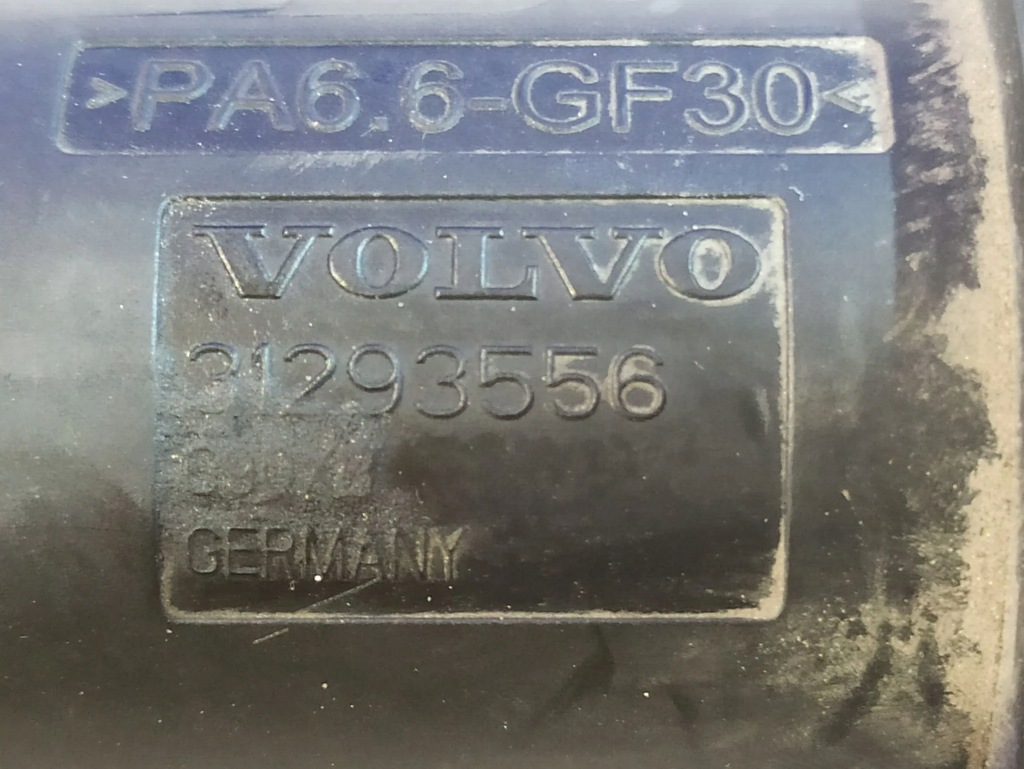 >PA6.6-GF30<
VOLVO
31293556
GERMANY